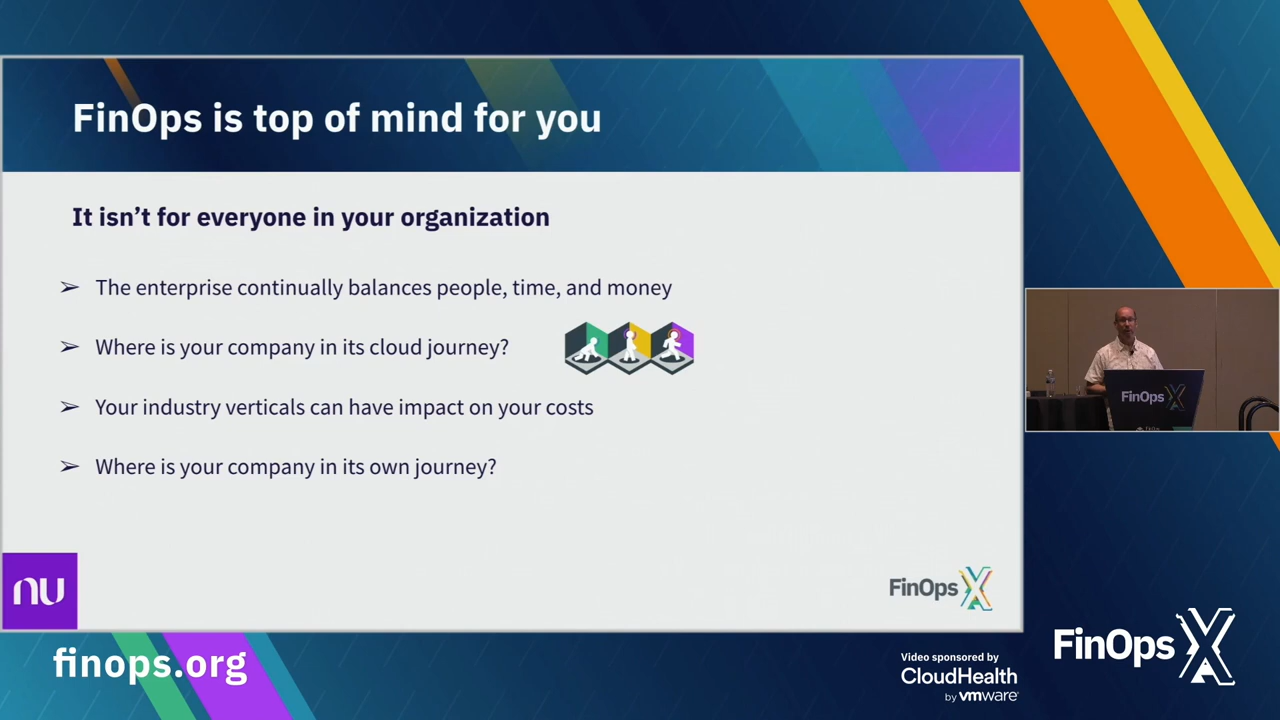 FinOps is top of mind for you
It isn't for everyone in your organization
➢ The enterprise continually balances people, time, and money
➢ Where is your company in its cloud journey?
➢ Your industry verticals can have impact on your costs
➢ Where is your company in its own journey?
nu
FinOps X
FinOps X
finops.org
Video sponsored by
CloudHealth
by vmware
FinOps X